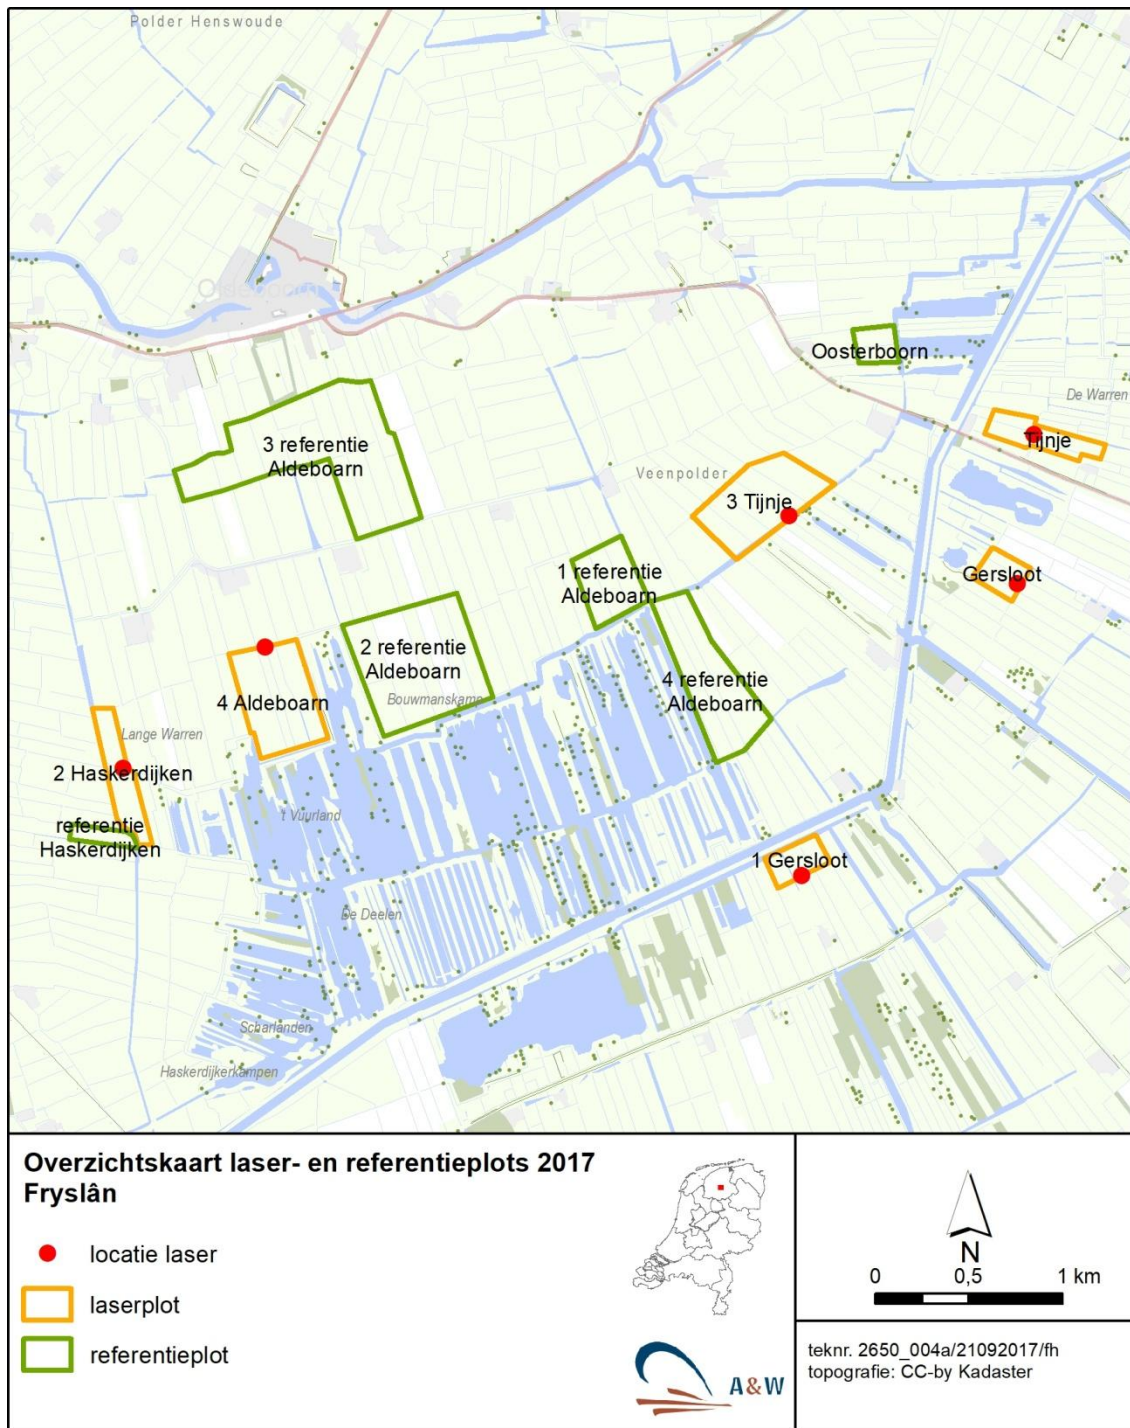 Polder Henswoude
Oldeboorn
Oosterboorn
De Warren
Tijnje
3 referentie
Aldeboarn
Veenpolder
3 Tijnje
1 referentie
Aldeboarn
Gersloot
2 referentie
Aldeboarn
4 referentie
Aldeboarn
Bouwmanskamp
4 Aldeboarn
Lange Warren
2 Haskerdijken
't Vuurland
referentie
Haskerdijken
1 Gersloot
De Deelen
Scharlanden
Haskerdijkerkampen
Overzichtskaart laser- en referentieplots 2017
Fryslân
locatie laser
laserplot
referentieplot
A&W
N
0 0,5 1 km
teknr. 2650_004a/21092017/fh
topografie: CC-by Kadaster